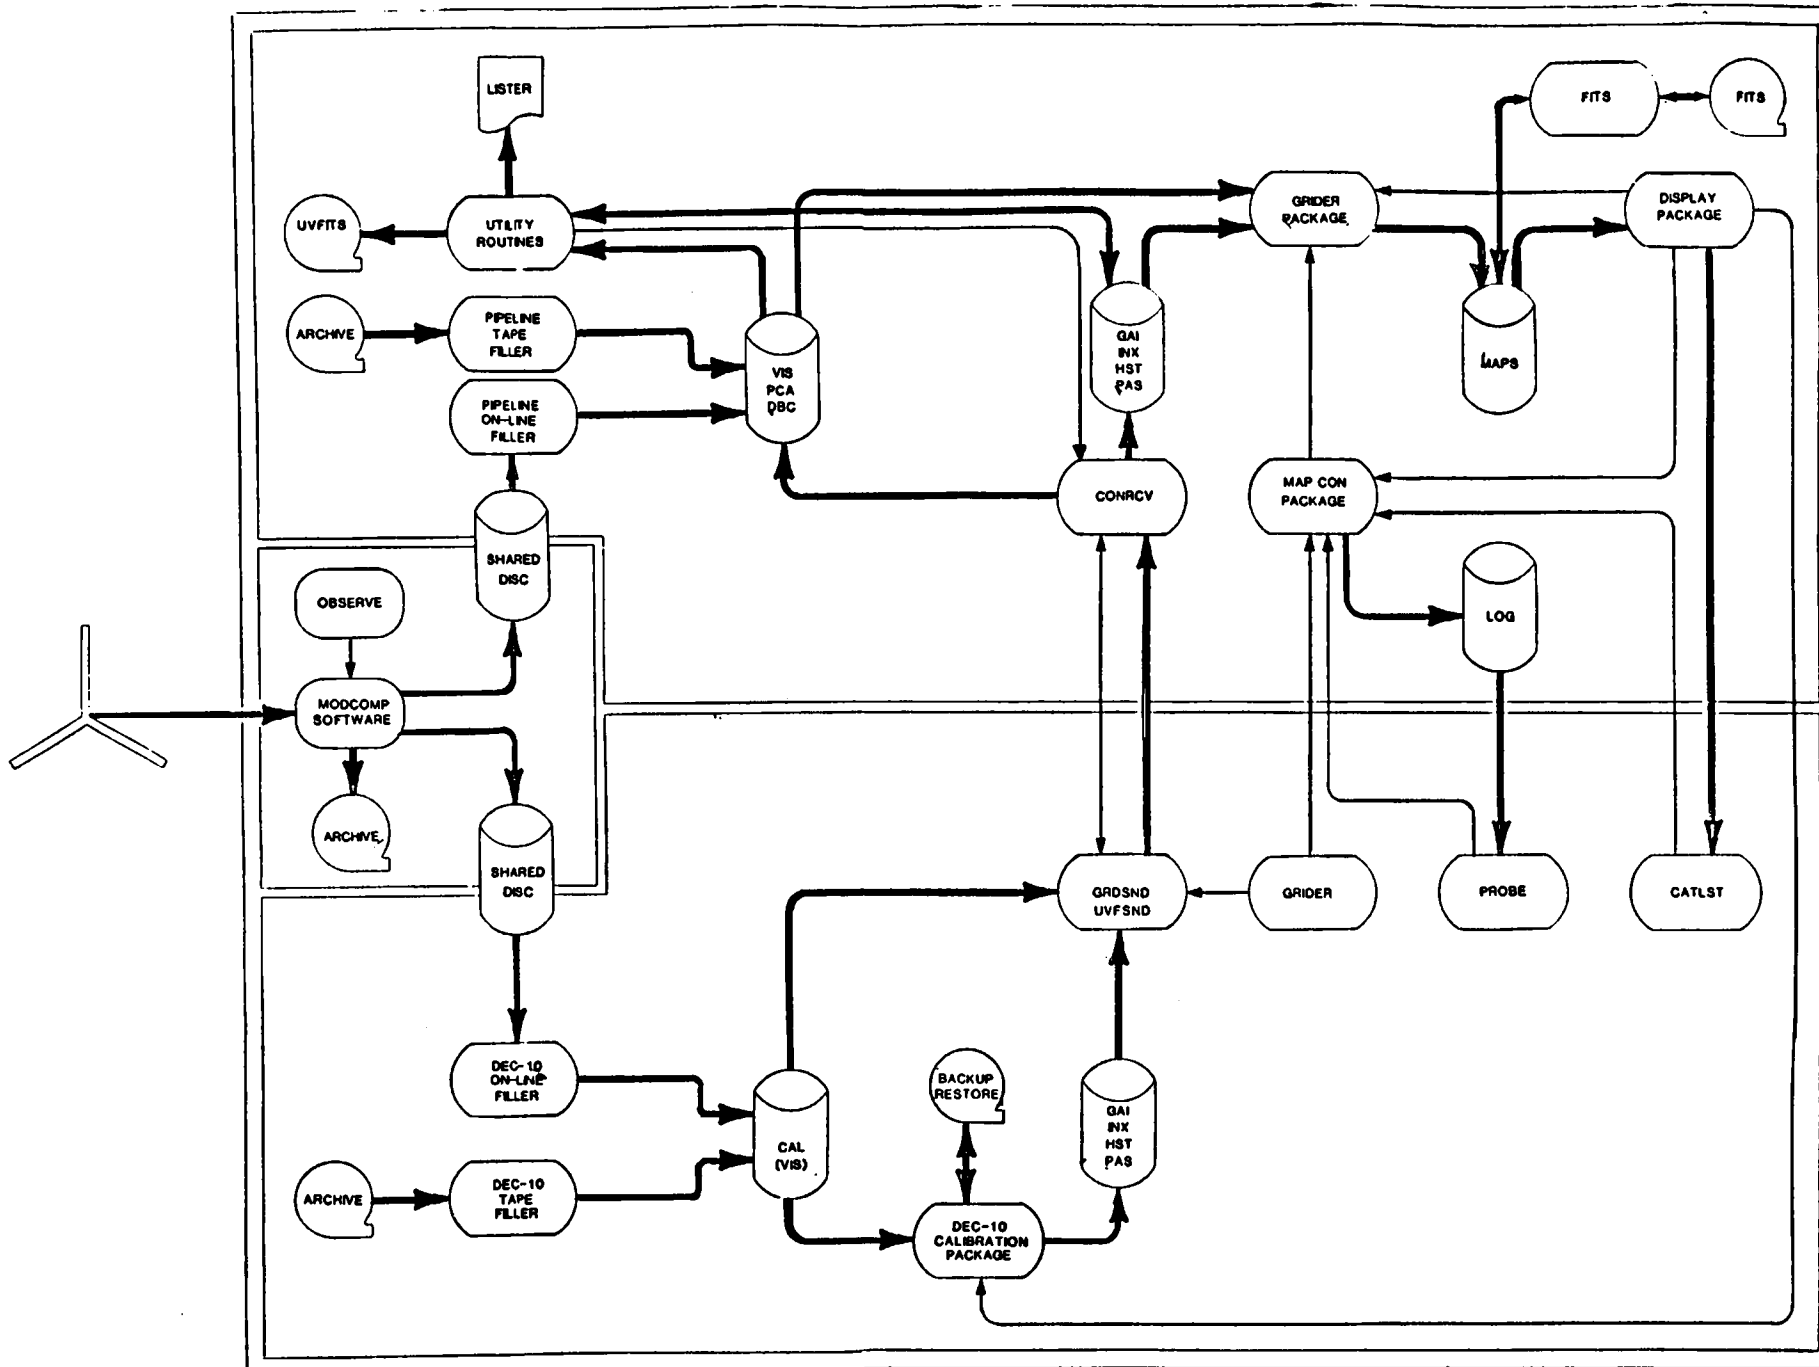 LISTER
FITS
FITS
UVFITS
UTILITY
ROUTINES
GRIDER
PACKAGE
DISPLAY
PACKAGE
ARCHIVE
PIPELINE
TAPE
FILLER
VIS
PCA
DBC
GAI
INX
HST
PAS
MAPS
PIPELINE
ON-LINE
FILLER
CONRCV
MAP CON
PACKAGE
SHARED
DISC
OBSERVE
LOG
MODCOMP
SOFTWARE
ARCHIVE
SHARED
DISC
GRDSND
UVFSND
GRIDER
PROBE
CATLST
DEC-10
ON-LINE
FILLER
BACKUP
RESTORE
CAL
(VIS)
GAI
INX
HST
PAS
ARCHIVE
DEC-10
TAPE
FILLER
DEC-10
CALIBRATION
PACKAGE